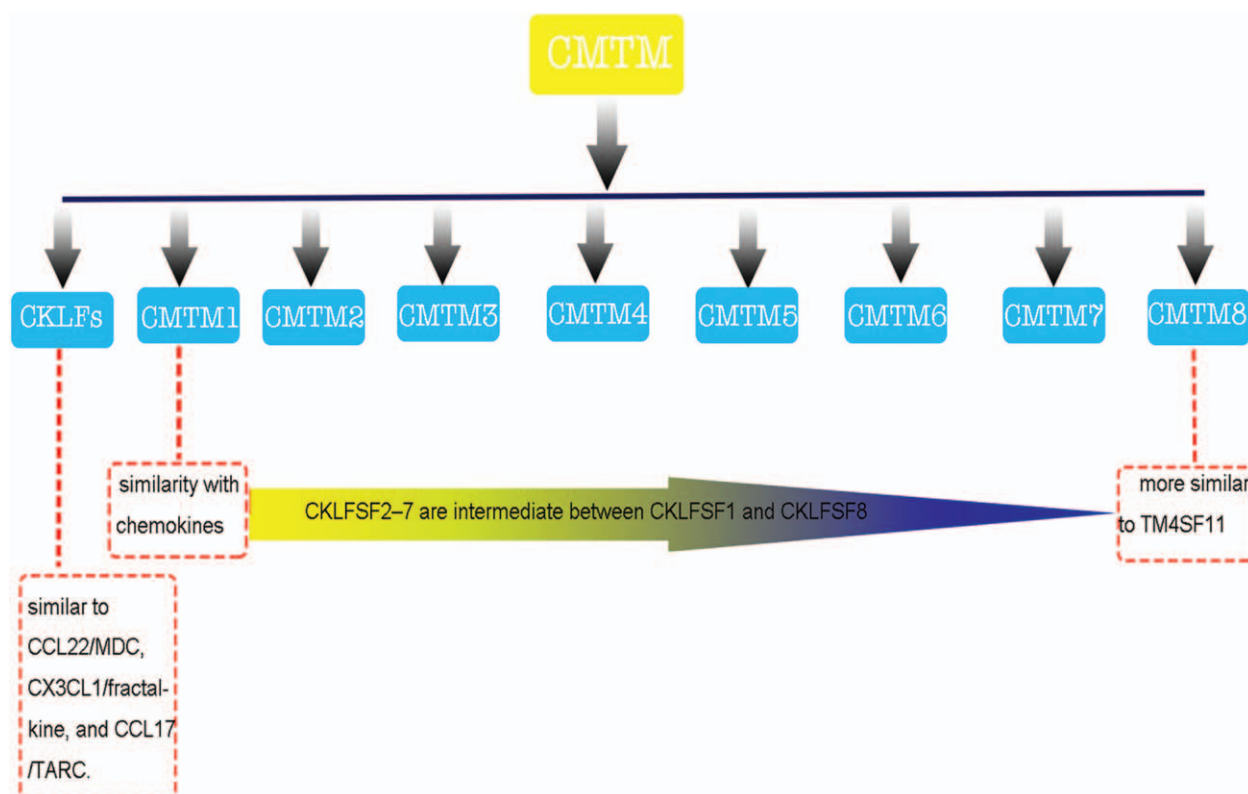 CMTM
CKLFs
CMTM1
CMTM2
CMTM3
CMTM4
CMTM5
CMTM6
CMTM7
CMTM8
similarity with
chemokines
CKLFSF2–7 are intermediate between CKLFSF1 and CKLFSF8
more similar
to TM4SF11
similar to
CCL22/MDC,
CX3CL1/fractal-
kine, and CCL17
/TARC.